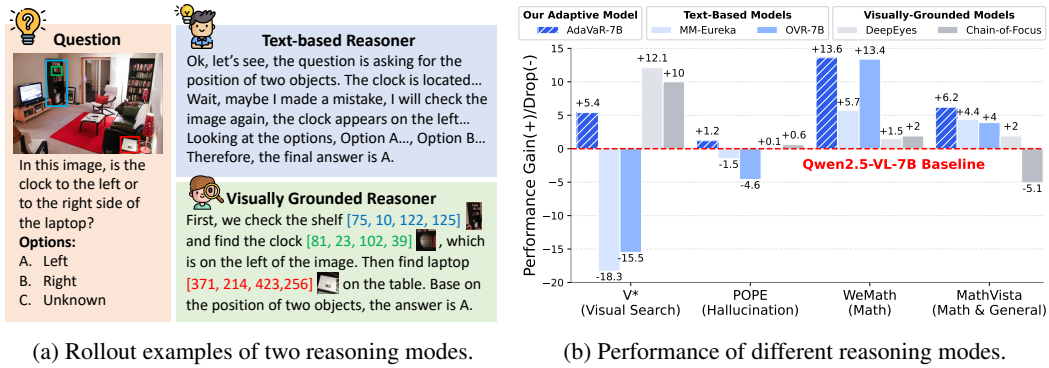 Question
In this image, is the
clock to the left or
to the right side of
the laptop?
Options:
A. Left
B. Right
C. Unknown
Text-based Reasoner
Ok, let's see, the question is asking for the
position of two objects. The clock is located...
Wait, maybe I made a mistake, I will check the
image again, the clock appears on the left...
Looking at the options, Option A..., Option B...
Therefore, the final answer is A.
Visually Grounded Reasoner
First, we check the shelf [75, 10, 122, 125]
and find the clock [81, 23, 102, 39] , which
is on the left of the image. Then find laptop
[371, 214, 423,256] on the table. Base on
the position of two objects, the answer is A.
(a) Rollout examples of two reasoning modes.
Our Adaptive Model
AdaVaR-7B
Text-Based Models
MM-Eureka OVR-7B
Visually-Grounded Models
DeepEyes Chain-of-Focus
Performance Gain(+)/Drop(-)
15
10
5
0
−5
−10
−15
−20
+5.4
-18.3
-15.5
+12.1
+10
+1.2
-1.5
-4.6
+0.1
+0.6
+13.6
+5.7
+13.4
+1.5
+2
+6.2
+4.4
+4
+2
-5.1
Qwen2.5-VL-7B Baseline
V*
(Visual Search)
POPE
(Hallucination)
WeMath
(Math)
MathVista
(Math & General)
(b) Performance of different reasoning modes.